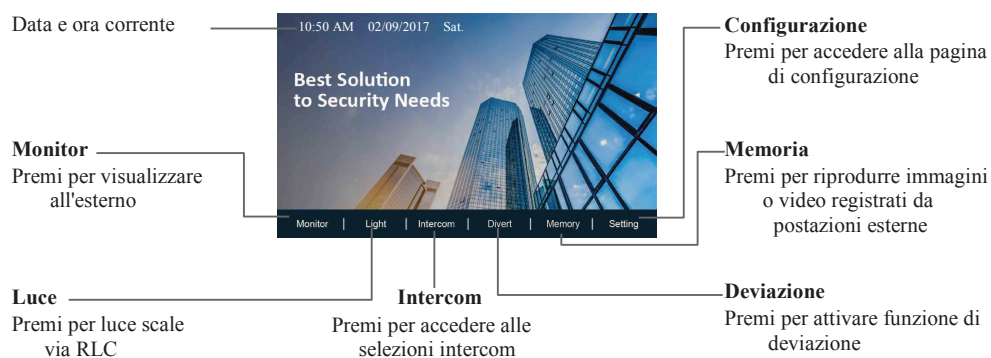 Data e ora corrente
10:50 AM 02/09/2017 Sat.
Best Solution
to Security Needs
Configurazione
Premi per accedere alla pagina
di configurazione
Monitor
Premi per visualizzare
all'esterno
Memoria
Premi per riprodurre immagini
o video registrati da
postazioni esterne
Monitor | Light | Intercom | Divert | Memory | Setting
Luce
Premi per luce scale
via RLC
Intercom
Premi per accedere alle
selezioni intercom
Deviazione
Premi per attivare funzione di
deviazione